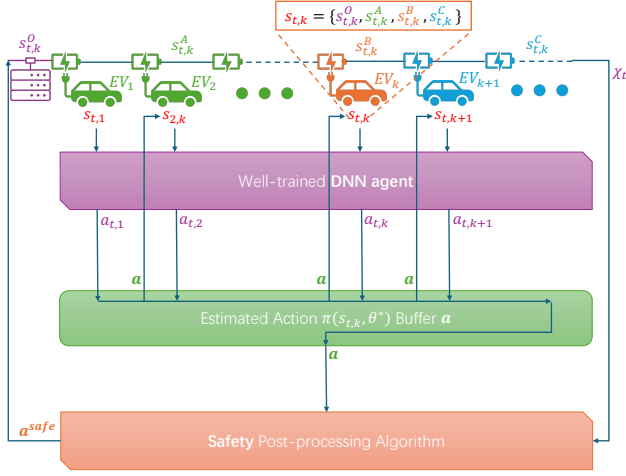 s_{t,k} = {s^O_{t,k}, s^A_{t,k}, s^B_{t,k}, s^C_{t,k}}
s^O_{t,k} s^A_{t,k} s^B_{t,k} s^C_{t,k}
χ_t
EV_1 EV_2 EV_k EV_{k+1}
s_{t,1} s_{2,k} s_{t,k} s_{t,k+1}
Well-trained DNN agent
a_{t,1} a_{t,2} a_{t,k} a_{t,k+1}
a a a
Estimated Action π(s_{t,k}, θ*) Buffer a
a
a^{safe}
Safety Post-processing Algorithm